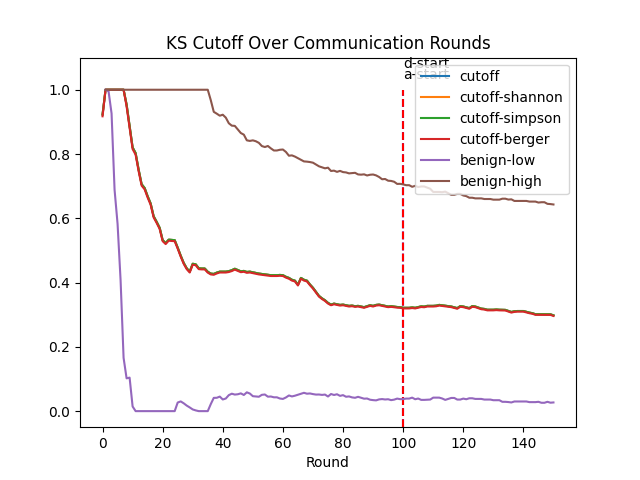 KS Cutoff Over Communication Rounds
d-start
a-start
cutoff
cutoff-shannon
cutoff-simpson
cutoff-berger
benign-low
benign-high
1.0
0.8
0.6
0.4
0.2
0.0
0 20 40 60 80 100 120 140
Round